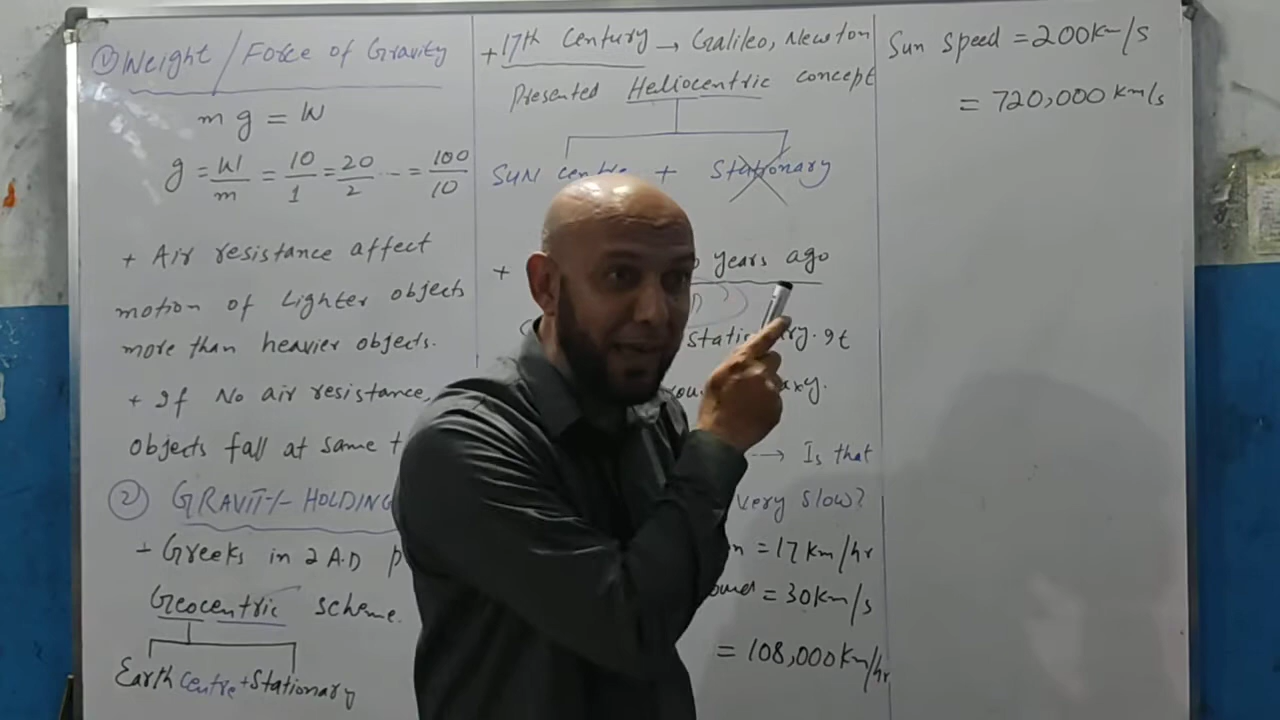 ① Weight / Force of Gravity
mg = W
g = W/m = 10/1 = 20/2 --- = 100/10
+ Air resistance affect
motion of Lighter objects
more than heavier objects.
+ If No air resistance,
objects fall at same
② GRAVITY- HOLDING
+ Greeks in 2 A.D
Geocentric scheme.
Earth centre + Stationary
+ 17th Century → Galileo, Newton
Presented Heliocentric concept
SUN centre + Stationary
+ years ago
It
→ Is that
very slow?
= 17 km/hr
= 30 km/s
= 108,000 km/hr
Sun speed = 200 km/s
= 720,000 km/s